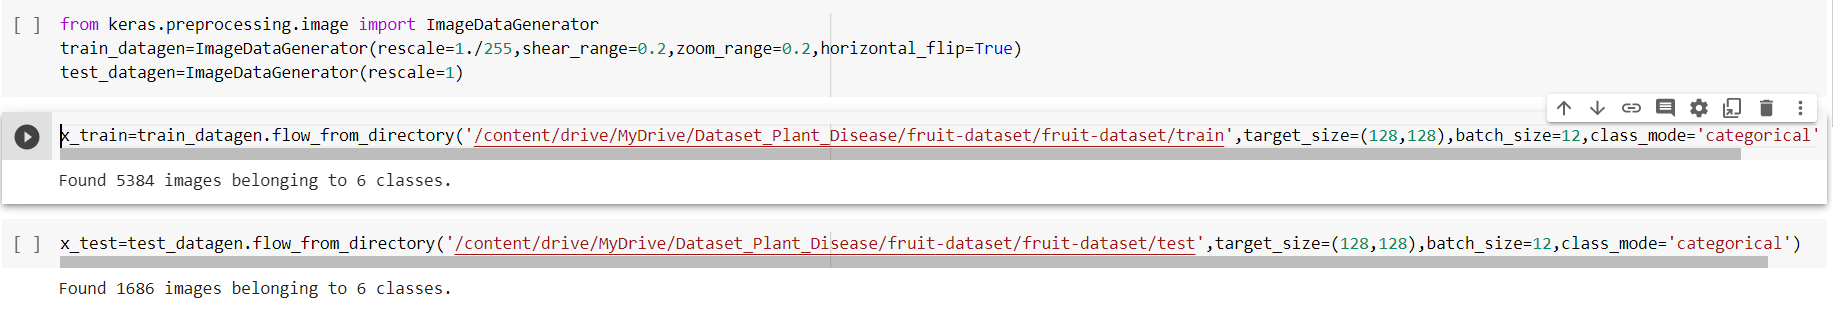 [ ] from keras.preprocessing.image import ImageDataGenerator
train_datagen=ImageDataGenerator(rescale=1./255,shear_range=0.2,zoom_range=0.2,horizontal_flip=True)
test_datagen=ImageDataGenerator(rescale=1)
x_train=train_datagen.flow_from_directory('/content/drive/MyDrive/Dataset_Plant_Disease/fruit-dataset/fruit-dataset/train',target_size=(128,128),batch_size=12,class_mode='categorical'
Found 5384 images belonging to 6 classes.
[ ] x_test=test_datagen.flow_from_directory('/content/drive/MyDrive/Dataset_Plant_Disease/fruit-dataset/fruit-dataset/test',target_size=(128,128),batch_size=12,class_mode='categorical')
Found 1686 images belonging to 6 classes.